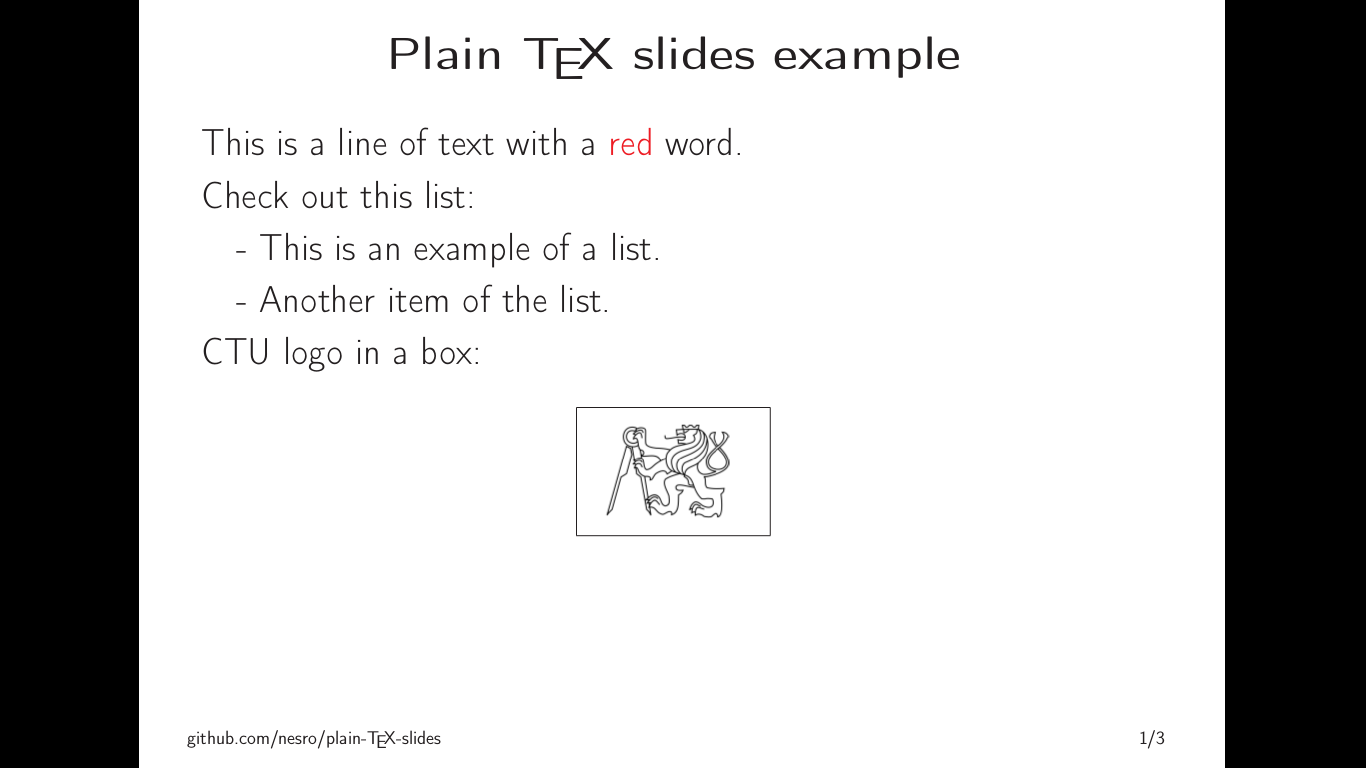 Plain TEX slides example
This is a line of text with a red word.
Check out this list:
- This is an example of a list.
- Another item of the list.
CTU logo in a box:
github.com/nesro/plain-TEX-slides
1/3